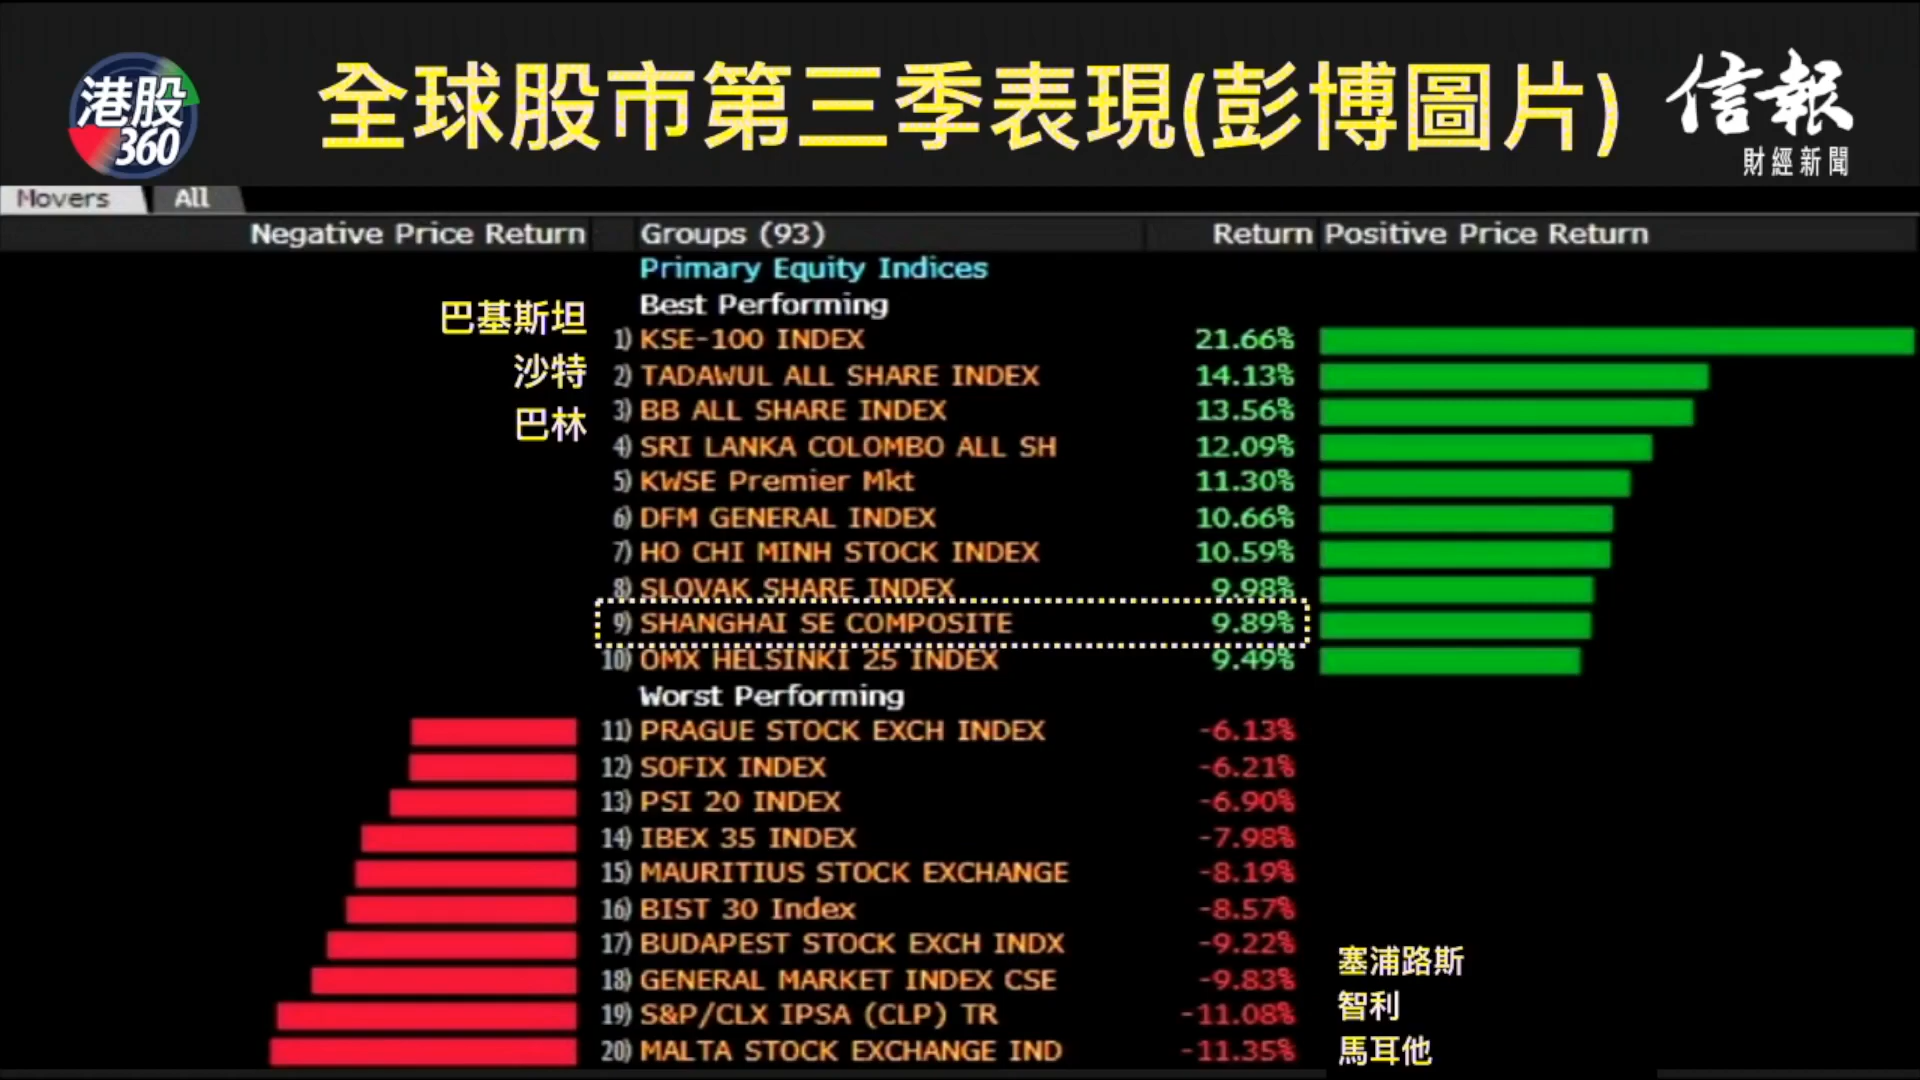 港股
360
全球股市第三季表現(彭博圖片)
信報
財經新聞
Movers All
Negative Price Return Groups (93) Return Positive Price Return
Primary Equity Indices
Best Performing
巴基斯坦
沙特
巴林
1) KSE-100 INDEX 21.66%
2) TADAWUL ALL SHARE INDEX 14.13%
3) BB ALL SHARE INDEX 13.56%
4) SRI LANKA COLOMBO ALL SH 12.09%
5) KWSE Premier Mkt 11.30%
6) DFM GENERAL INDEX 10.66%
7) HO CHI MINH STOCK INDEX 10.59%
8) SLOVAK SHARE INDEX 9.98%
9) SHANGHAI SE COMPOSITE 9.89%
10) OMX HELSINKI 25 INDEX 9.49%
Worst Performing
11) PRAGUE STOCK EXCH INDEX -6.13%
12) SOFIX INDEX -6.21%
13) PSI 20 INDEX -6.90%
14) IBEX 35 INDEX -7.98%
15) MAURITIUS STOCK EXCHANGE -8.19%
16) BIST 30 Index -8.57%
17) BUDAPEST STOCK EXCH INDX -9.22%
18) GENERAL MARKET INDEX CSE -9.83%
19) S&P/CLX IPSA (CLP) TR -11.08%
20) MALTA STOCK EXCHANGE IND -11.35%
塞浦路斯
智利
馬耳他